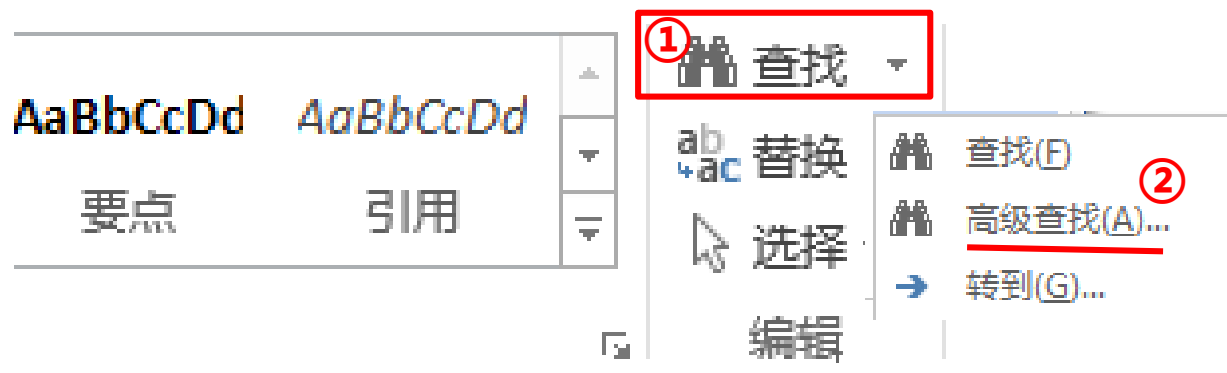 AaBbCcDd AaBbCcDd
要点 引用
① 查找
替换
选择
编辑
查找(F)
② 高级查找(A)...
转到(G)...